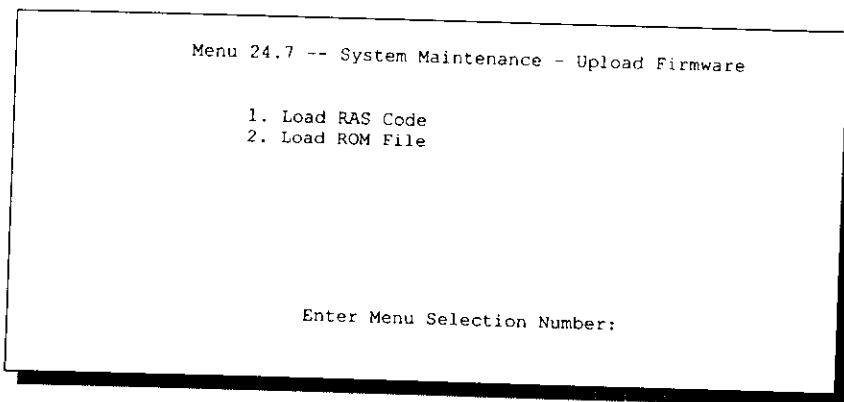 Menu 24.7 -- System Maintenance - Upload Firmware
1. Load RAS Code
2. Load ROM File
Enter Menu Selection Number: